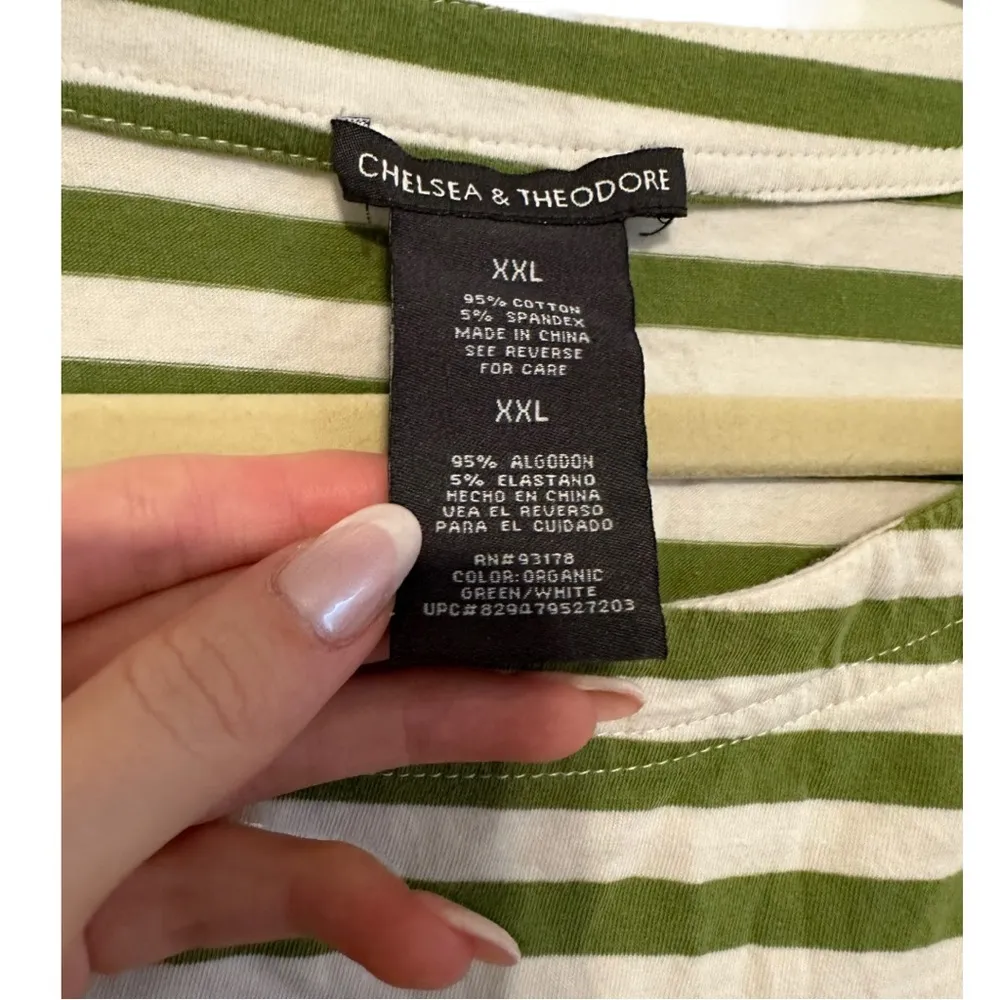 CHELSEA & THEODORE
XXL
95% COTTON
5% SPANDEX
MADE IN CHINA
SEE REVERSE
FOR CARE
XXL
95% ALGODON
5% ELASTANO
HECHO EN CHINA
VEA EL REVERSO
PARA EL CUIDADO
RN#93178
COLOR:ORGANIC
GREEN/WHITE
UPC#829479527203